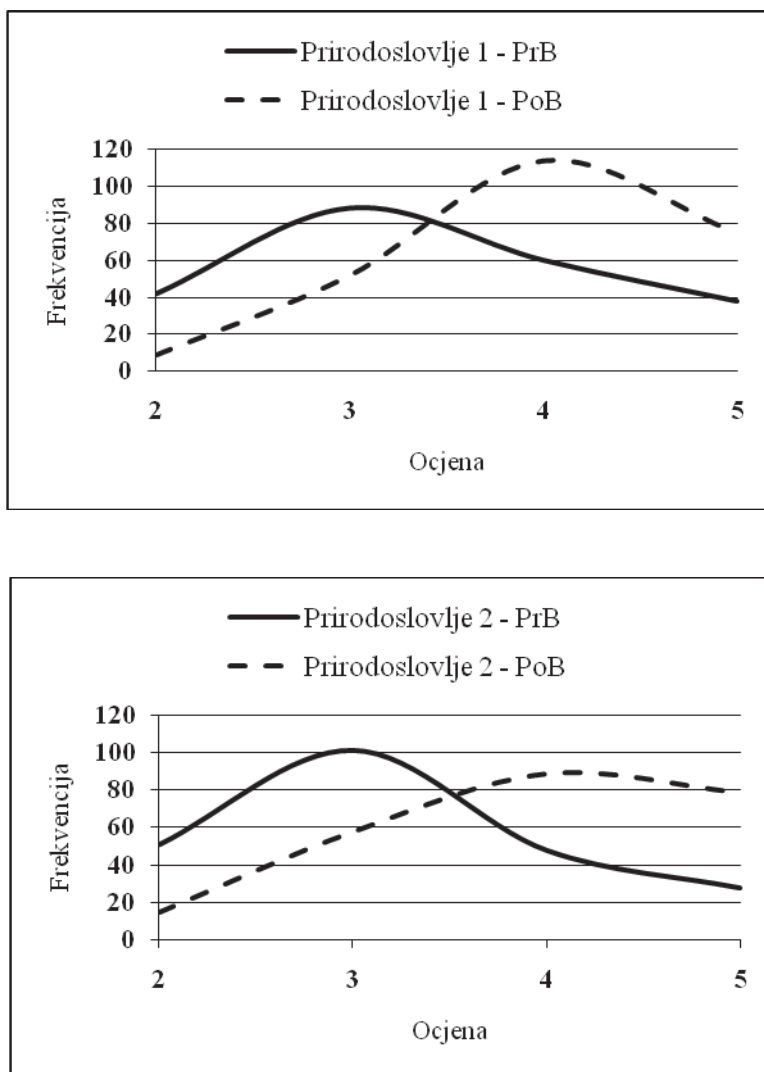 Prirodoslovlje 1 - PrB
Prirodoslovlje 1 - PoB
Frekvencija
120
100
80
60
40
20
0
2 3 4 5
Ocjena
Prirodoslovlje 2 - PrB
Prirodoslovlje 2 - PoB
Frekvencija
120
100
80
60
40
20
0
2 3 4 5
Ocjena